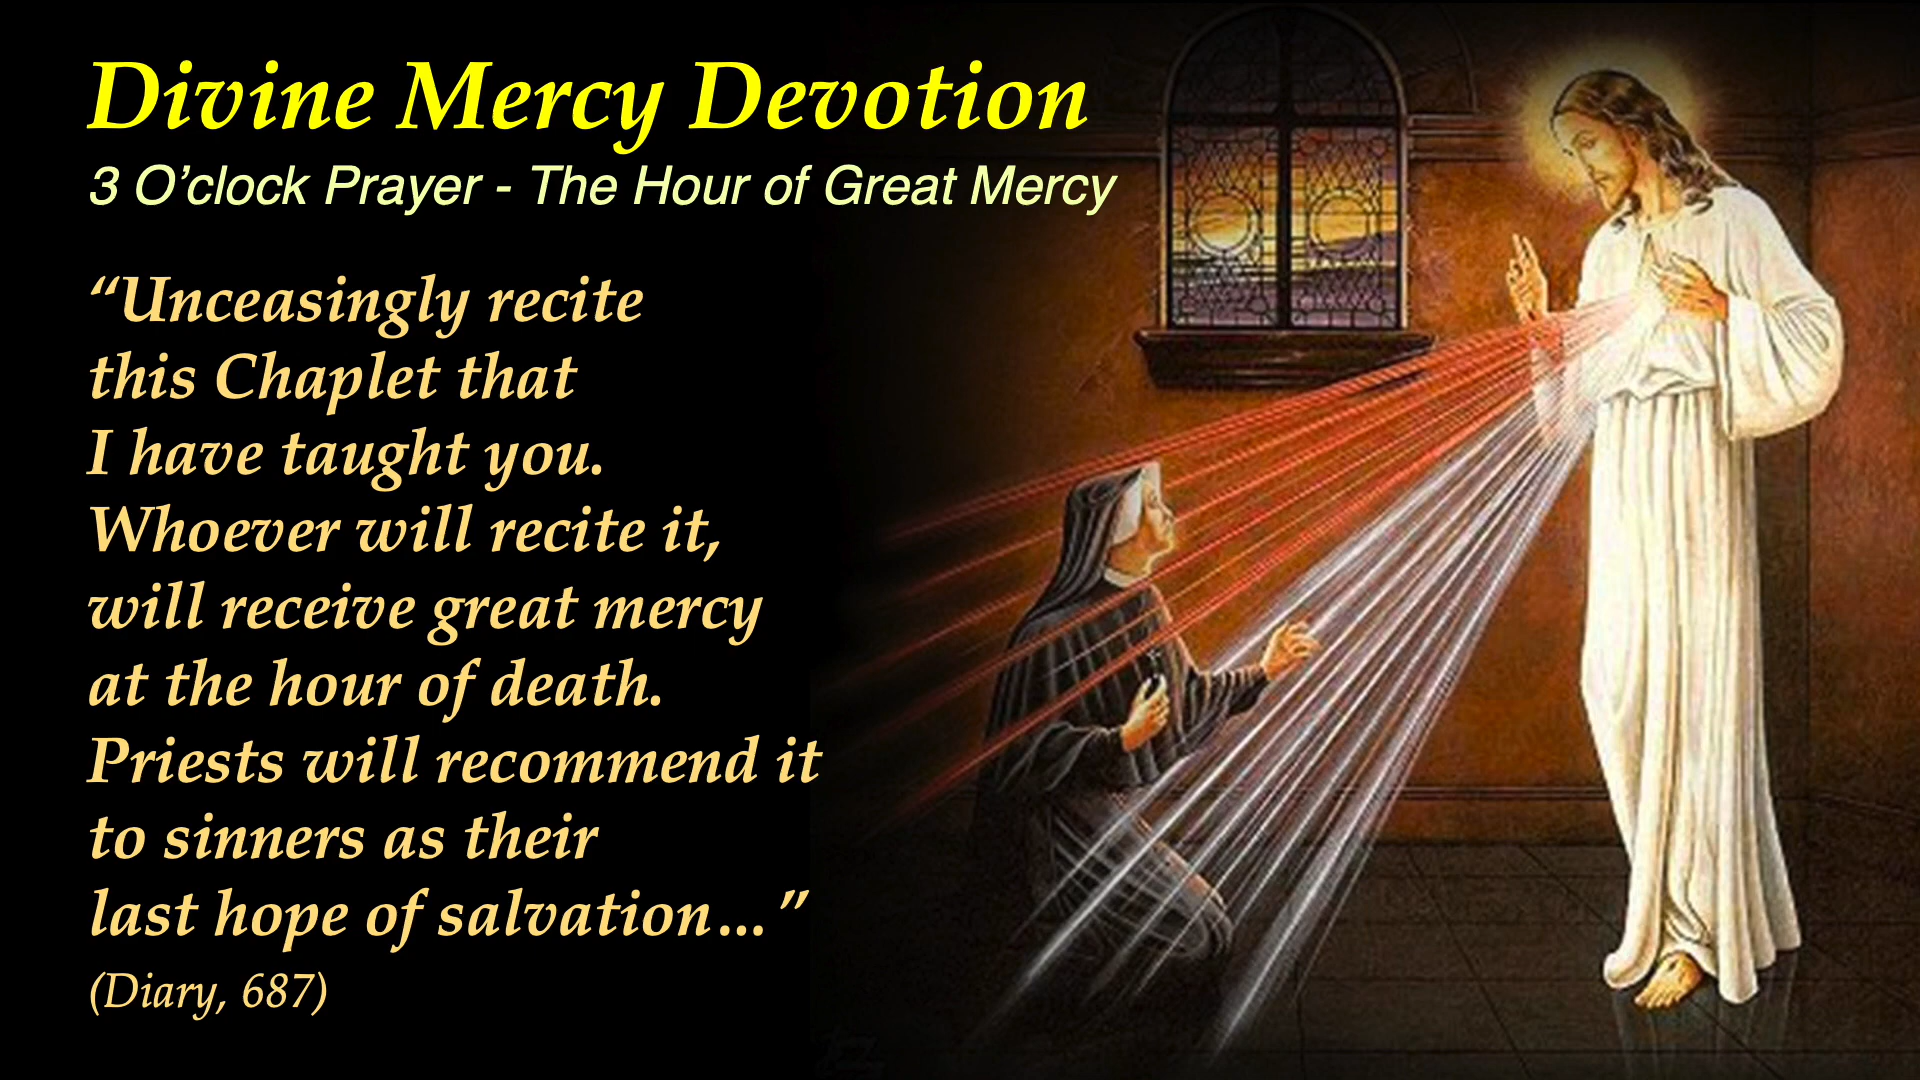 Divine Mercy Devotion
3 O’clock Prayer - The Hour of Great Mercy
“Unceasingly recite
this Chaplet that
I have taught you.
Whoever will recite it,
will receive great mercy
at the hour of death.
Priests will recommend it
to sinners as their
last hope of salvation…”
(Diary, 687)